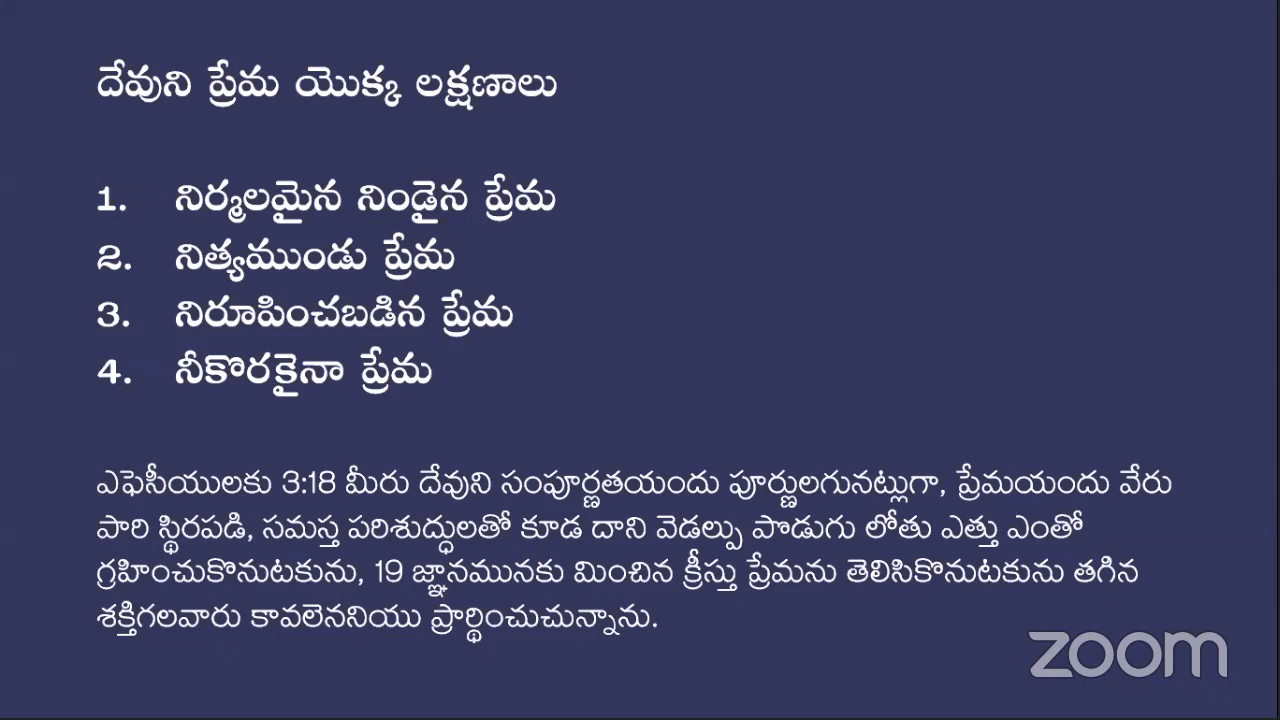 దేవుని ప్రేమ యొక్క లక్షణాలు
1. నిర్మలమైన నిండైన ప్రేమ
2. నిత్యముండు ప్రేమ
3. నిరూపించబడిన ప్రేమ
4. నీకొరకైనా ప్రేమ
ఎఫెసీయులకు 3:18 మీరు దేవుని సంపూర్ణతయందు పూర్ణులగునట్లుగా, ప్రేమయందు వేరు
పారి స్థిరపడి, సమస్త పరిశుద్ధులతో కూడ దాని వెడల్పు పొడుగు లోతు ఎత్తు ఎంతో
గ్రహించుకొనుటకును, 19 జ్ఞానమునకు మించిన క్రీస్తు ప్రేమను తెలిసికొనుటకును తగిన
శక్తిగలవారు కావలెననియు ప్రార్థించుచున్నాను.
zoom